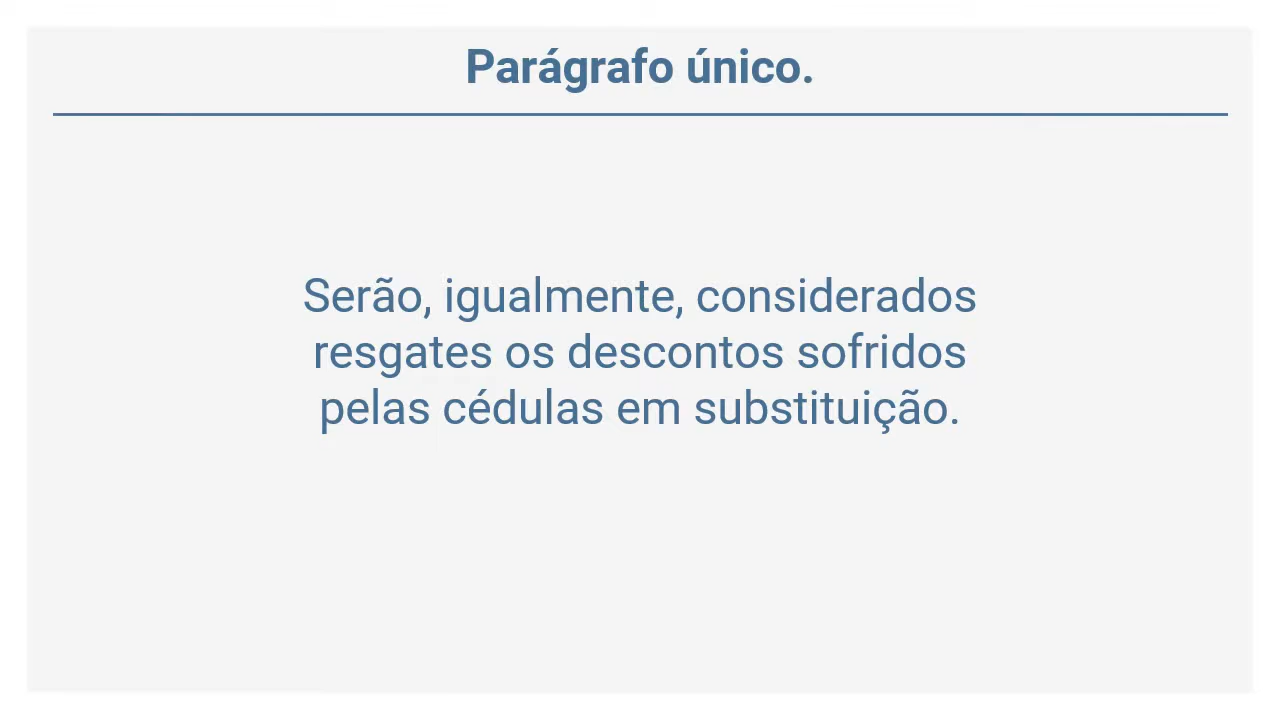 Parágrafo único.
Serão, igualmente, considerados
resgates os descontos sofridos
pelas cédulas em substituição.